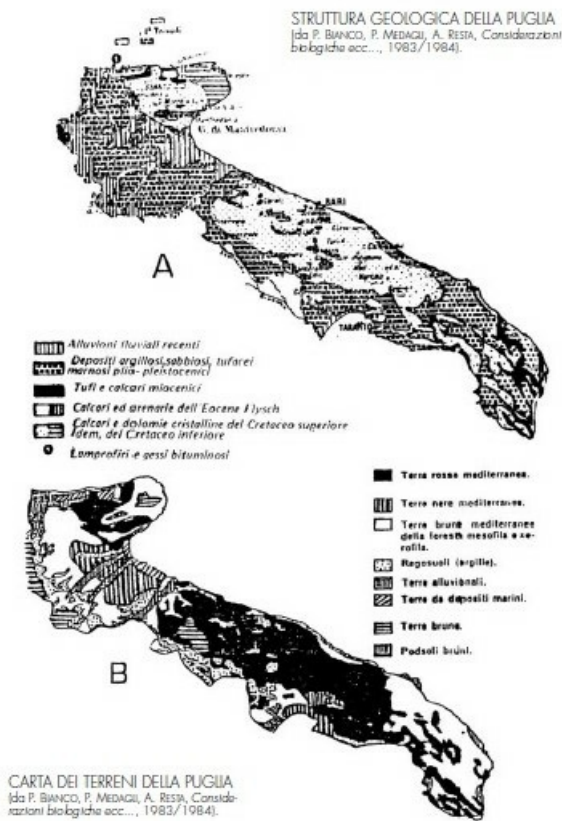 STRUTTURA GEOLOGICA DELLA PUGLIA
(da P. BIANCO, P. MEDAGLI, A. RESTA, Considerazioni
biologiche ecc..., 1983/1984).
G. di Manfredonia
BARI
TARANTO
A
Alluvioni fluviali recenti
Depositi argillosi, sabbiosi, tufacei
marnosi plio-pleistocenici
Tufi e calcari miocenici
Calcari ed arenarie dell'Eocene Flysch
Calcari e dolomie cristalline del Cretaceo superiore
Idem, del Cretaceo inferiore
Lamprofiri e gessi bituminosi
Terre rosse mediterranee.
Terre nere mediterranee.
Terre brune mediterranee
della foresta mesofila e xe-
rofila.
Regosuoli (argille).
Terre alluvionali.
Terre da depositi marini.
Terre brune.
Podsoli bruni.
B
CARTA DEI TERRENI DELLA PUGLIA
(da P. BIANCO, P. MEDAGLI, A. RESTA, Conside-
razioni biologiche ecc..., 1983/1984).